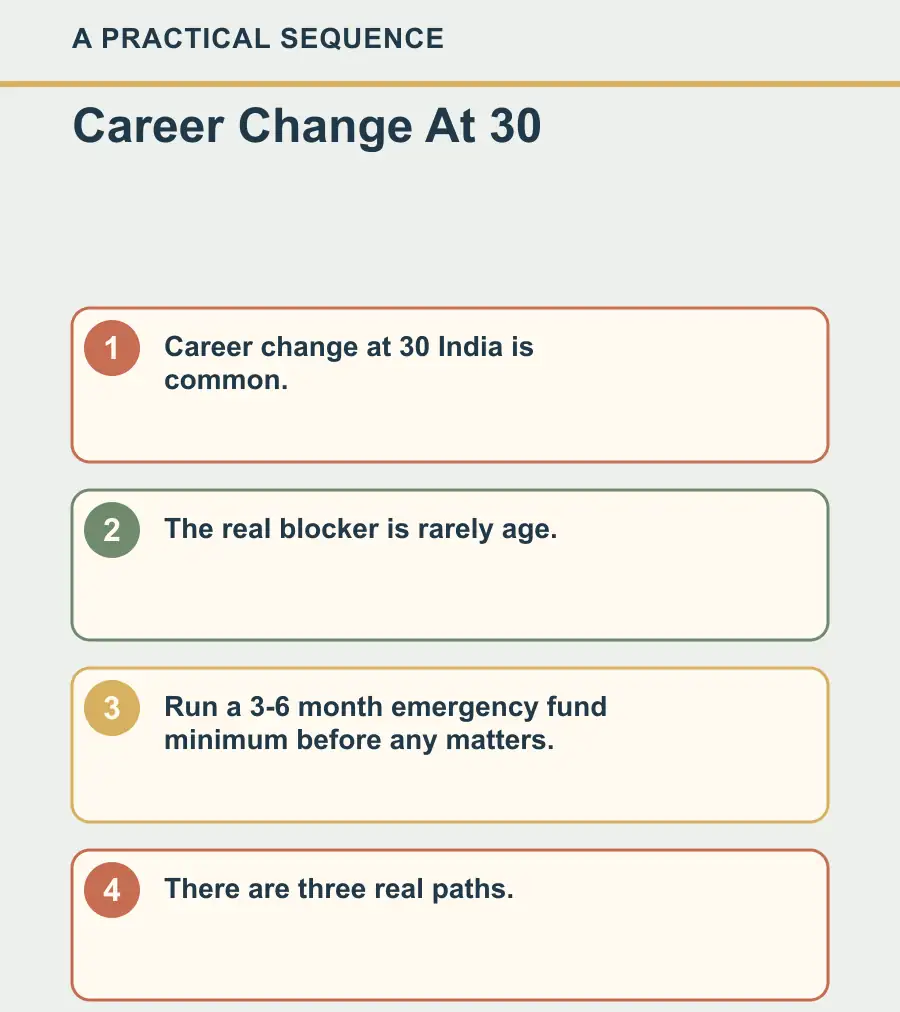 A PRACTICAL SEQUENCE
Career Change At 30
1
Career change at 30 India is
common.
2
The real blocker is rarely age.
3
Run a 3-6 month emergency fund
minimum before any matters.
4
There are three real paths.